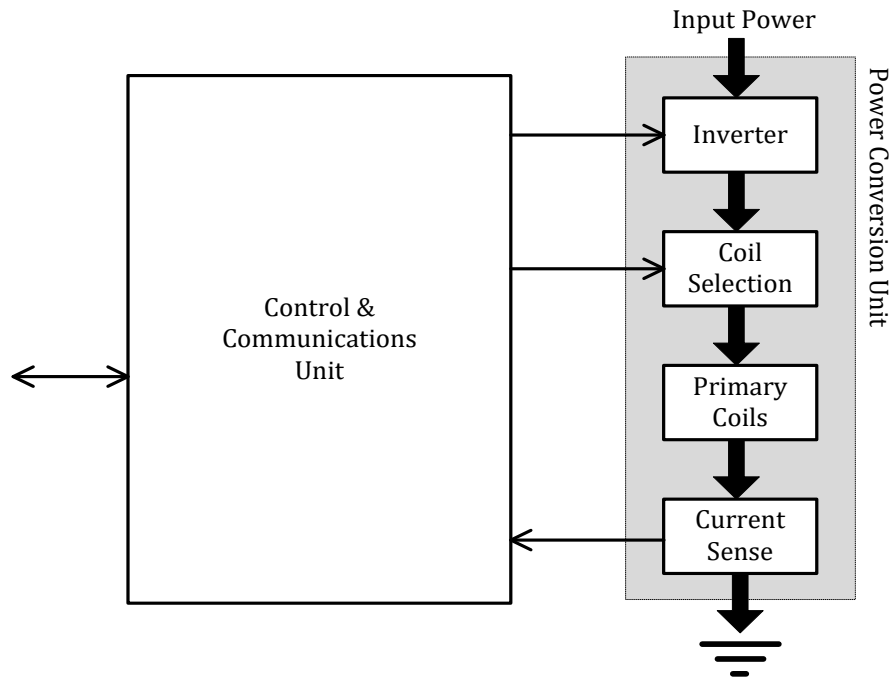 Input Power
Power Conversion Unit
Inverter
Coil
Selection
Control &
Communications
Unit
Primary
Coils
Current
Sense